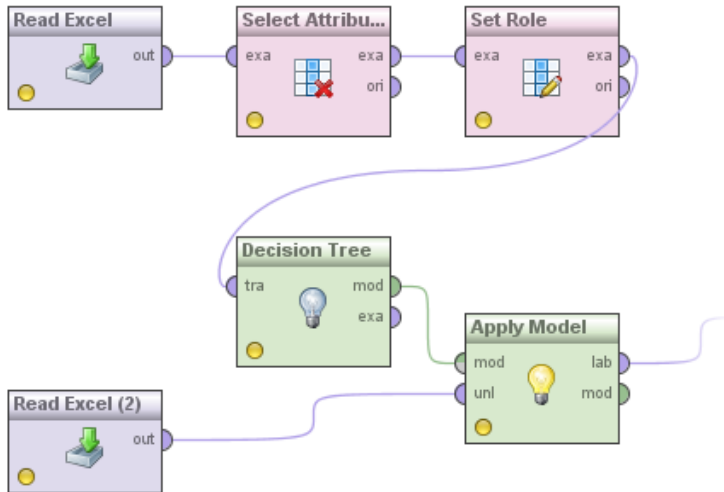 Read Excel
out
Select Attribu...
exa
exa
ori
Set Role
exa
exa
ori
Decision Tree
tra
mod
exa
Apply Model
mod
lab
unl
mod
Read Excel (2)
out